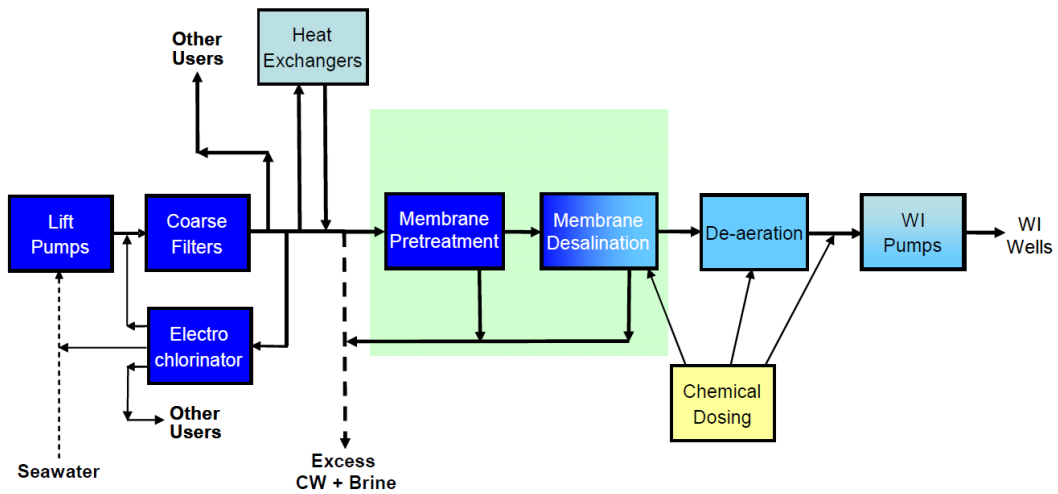 Other
Users
Heat
Exchangers
Lift
Pumps
Coarse
Filters
Membrane
Pretreatment
Membrane
Desalination
De-aeration
WI
Pumps
WI
Wells
Electro
chlorinator
Other
Users
Chemical
Dosing
Seawater
Excess
CW + Brine